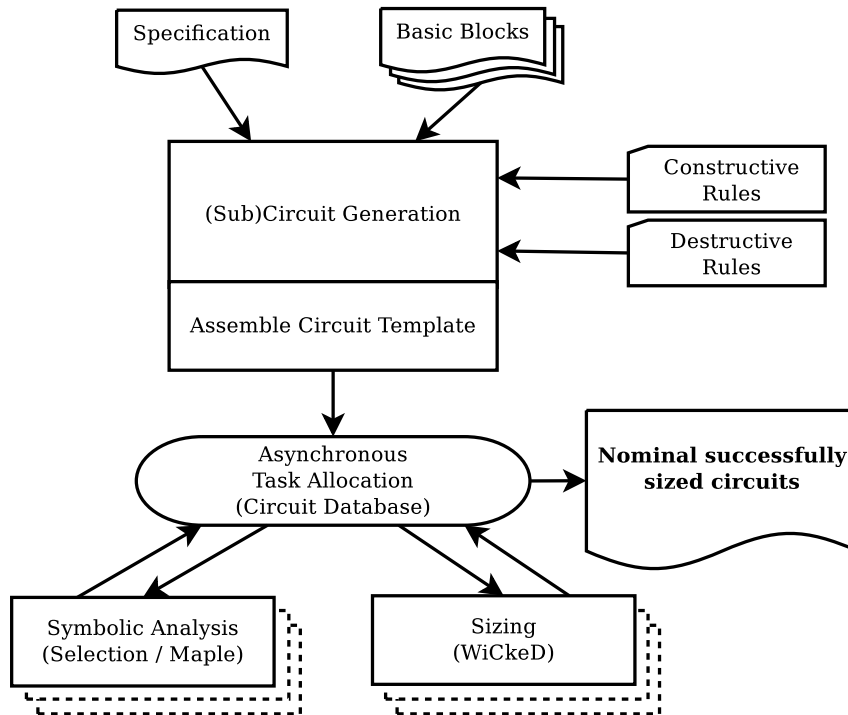 Specification
Basic Blocks
(Sub)Circuit Generation
Constructive
Rules
Destructive
Rules
Assemble Circuit Template
Asynchronous
Task Allocation
(Circuit Database)
Nominal successfully
sized circuits
Symbolic Analysis
(Selection / Maple)
Sizing
(WiCkeD)